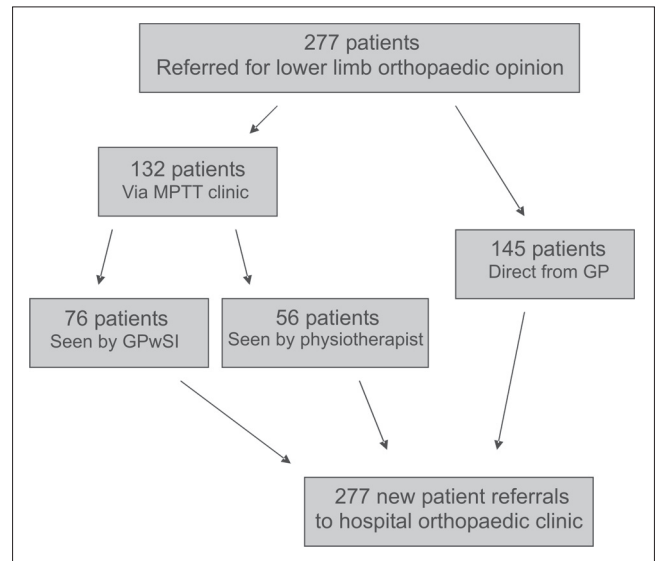 277 patients
Referred for lower limb orthopaedic opinion
132 patients
Via MPTT clinic
145 patients
Direct from GP
76 patients
Seen by GPwSI
56 patients
Seen by physiotherapist
277 new patient referrals
to hospital orthopaedic clinic